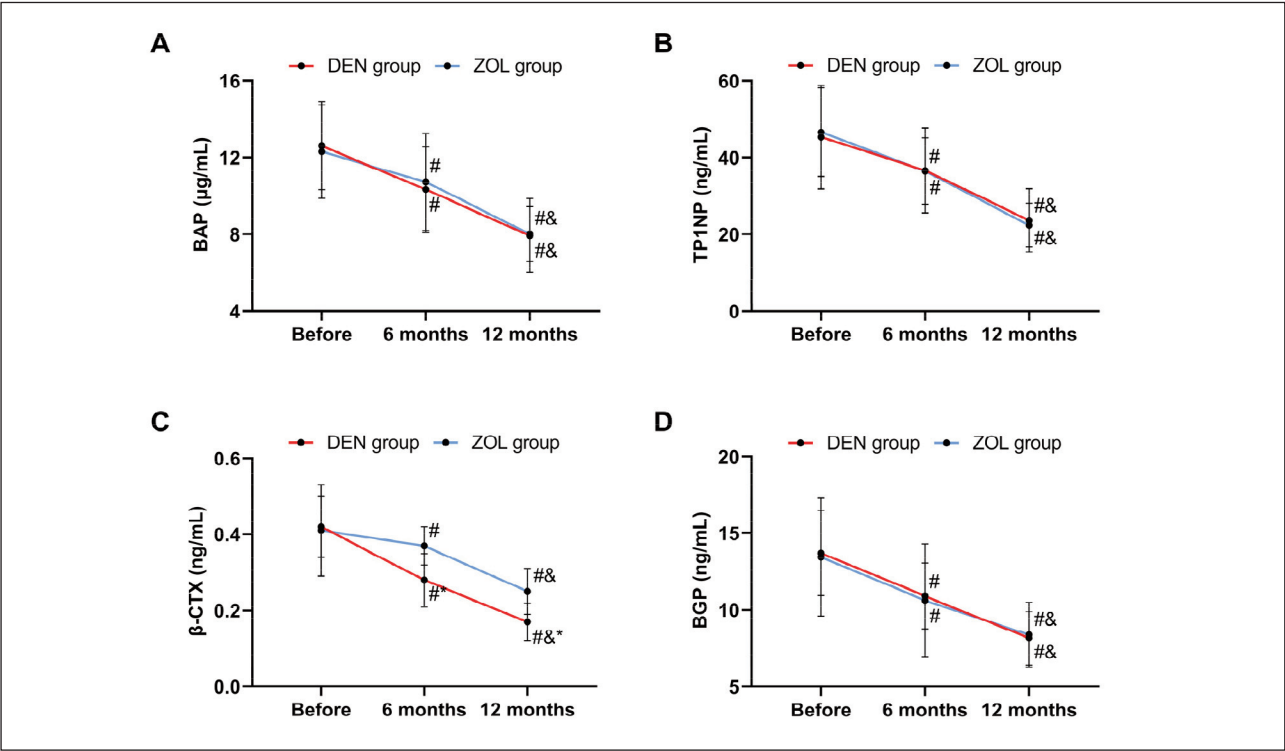 A
DEN group ZOL group
16
12
8
4
BAP (µg/mL)
#
#
#&
#&
Before 6 months 12 months
B
DEN group ZOL group
60
40
20
0
TP1NP (ng/mL)
#
#
#&
#&
Before 6 months 12 months
C
DEN group ZOL group
0.6
0.4
0.2
0.0
β-CTX (ng/mL)
#
#*
#&
#&*
Before 6 months 12 months
D
DEN group ZOL group
20
15
10
5
BGP (ng/mL)
#
#
#&
#&
Before 6 months 12 months